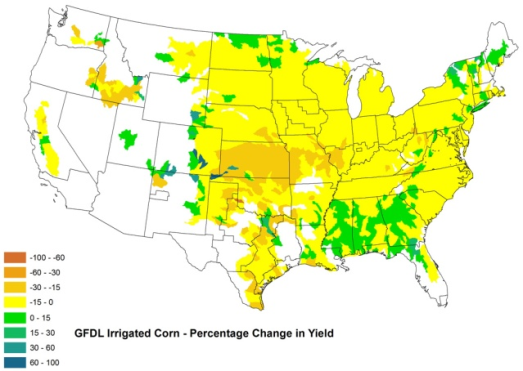 -100 - -60
-60 - -30
-30 - -15
-15 - 0
0 - 15
15 - 30
30 - 60
60 - 100
GFDL Irrigated Corn - Percentage Change in Yield